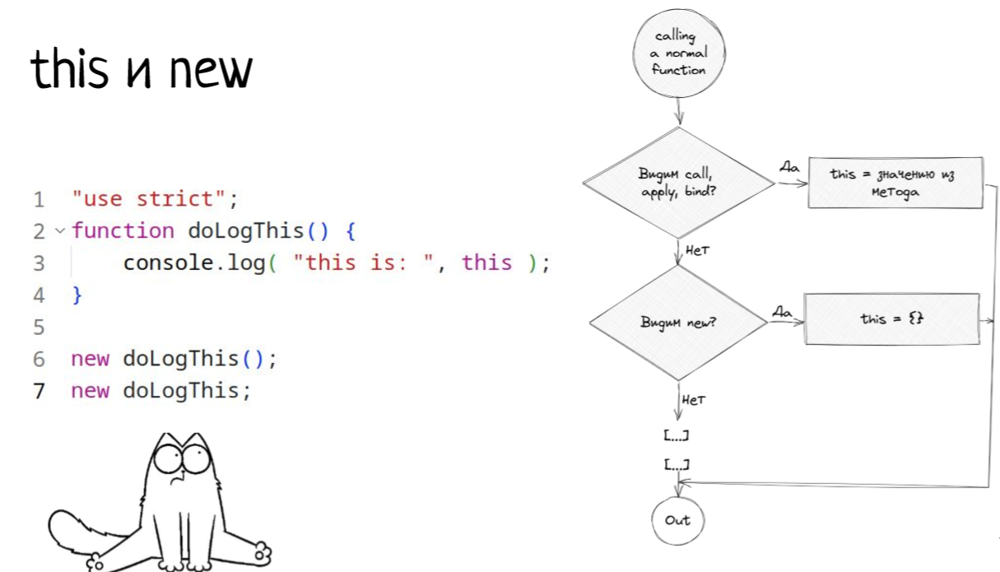 this и new
1 "use strict";
2 function doLogThis() {
3 console.log( "this is: ", this );
4 }
5
6 new doLogThis();
7 new doLogThis;
calling
a normal
function
Видим call,
apply, bind?
Да
this = значению из
метода
Нет
Видим new?
Да
this = {}
Нет
[...]
[...]
Out